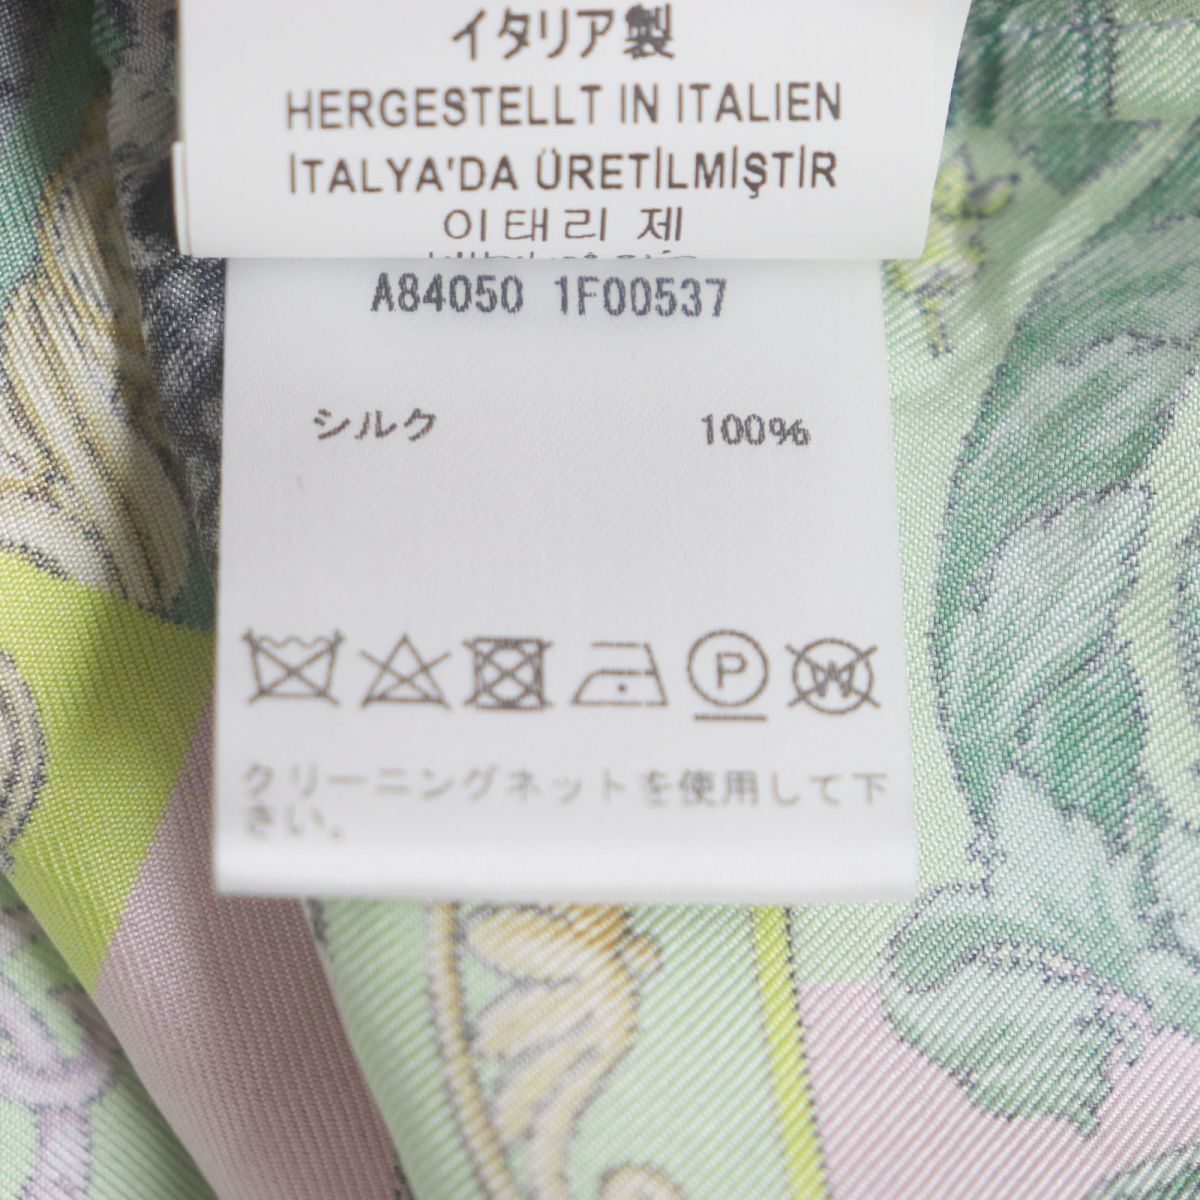 イタリア製
HERGESTELLT IN ITALIEN
İTALYA'DA ÜRETİLMİŞTİR
이태리 제
A84050 1F00537
シルク 100%
P W
クリーニングネットを使用して下
さい。